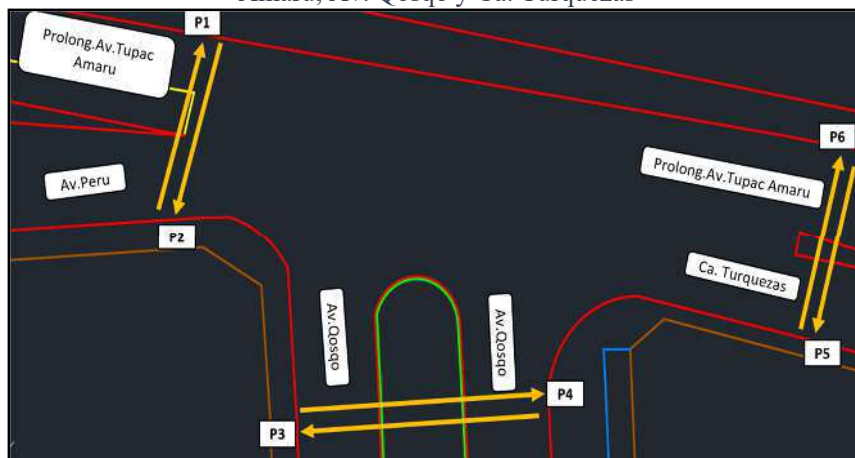 Amaru, Av. Qosqo y Ca. Turquezas
P1
Prolong.Av.Tupac
Amaru
P6
Prolong.Av.Tupac Amaru
Av.Peru
P2
Ca. Turquezas
Av.Qosqo
Av.Qosqo
P5
P4
P3